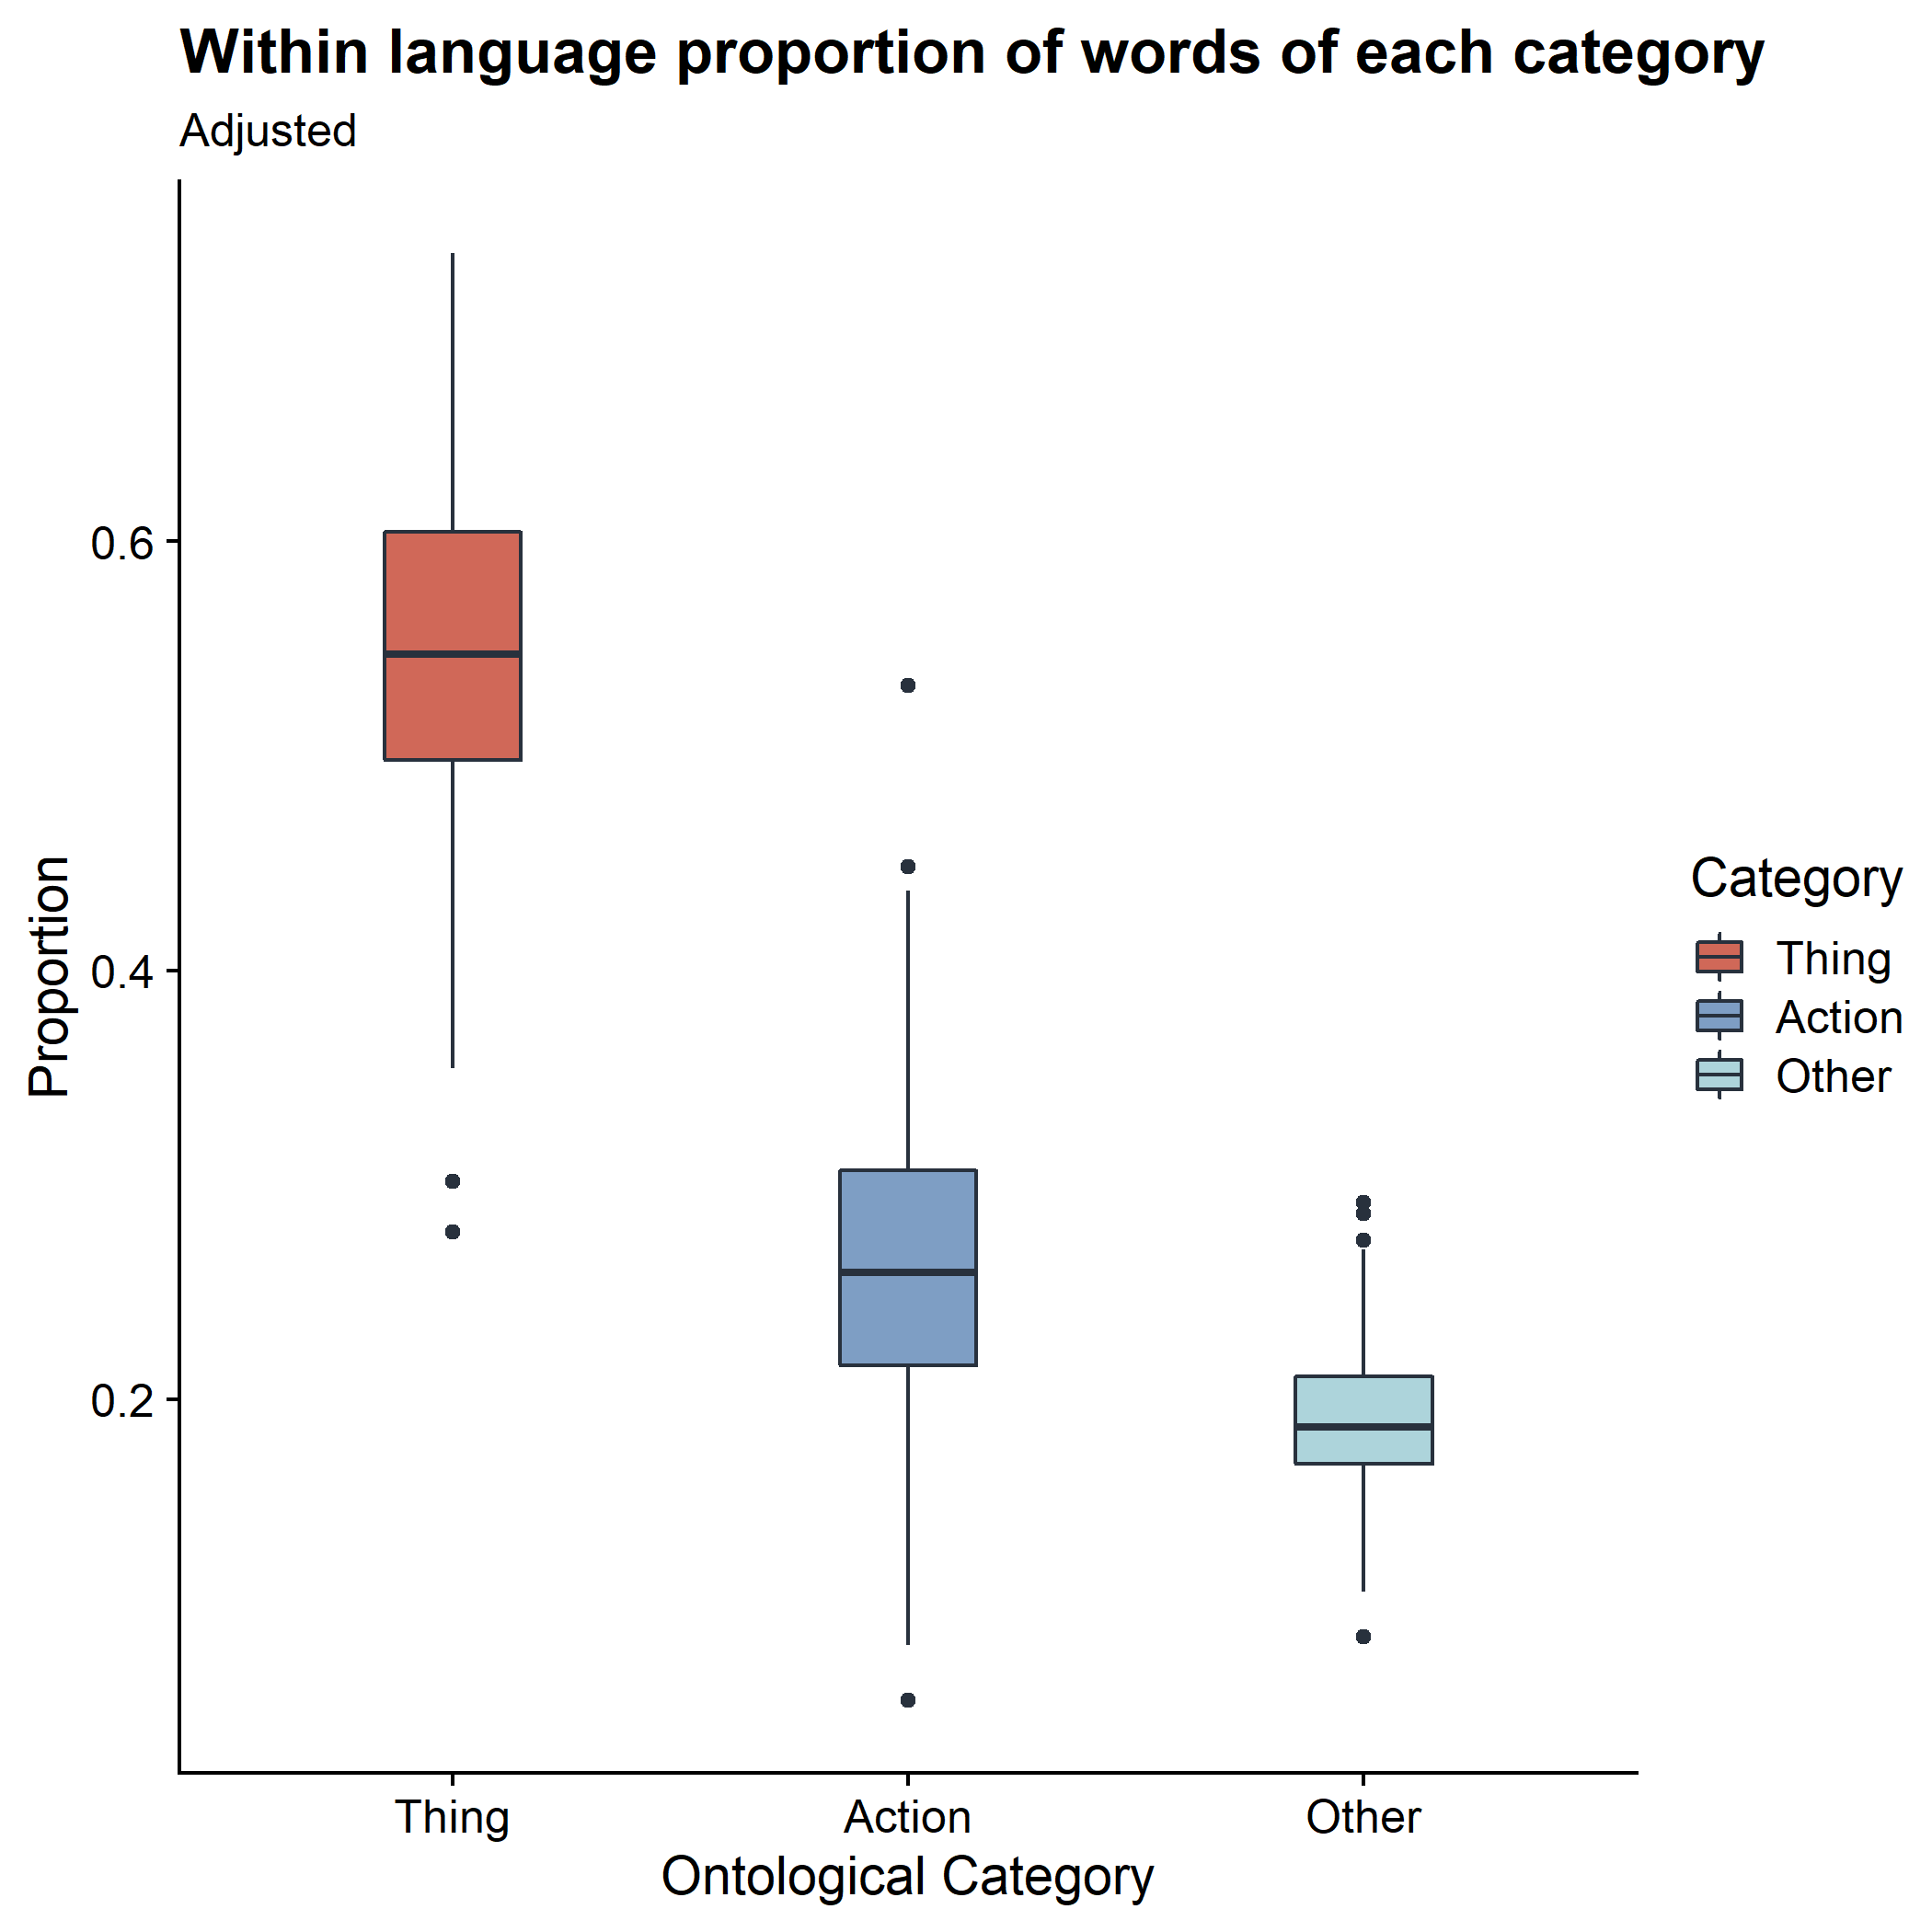 Within language proportion of words of each category
Adjusted
Proportion
0.6
0.4
0.2
Thing
Action
Other
Ontological Category
Category
Thing
Action
Other